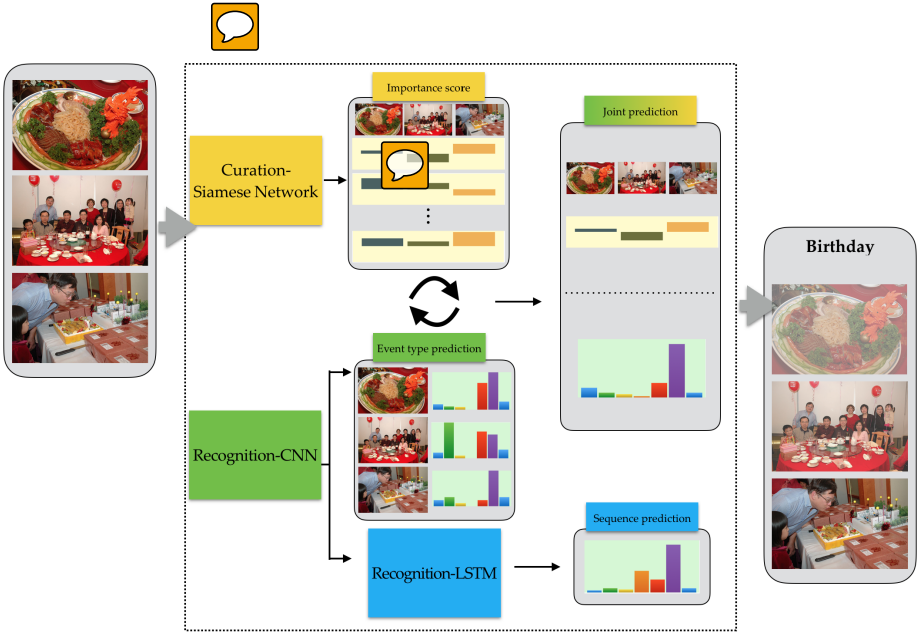 Importance score
Joint prediction
Curation-
Siamese Network
Birthday
Event type prediction
Recognition-CNN
Sequence prediction
Recognition-LSTM